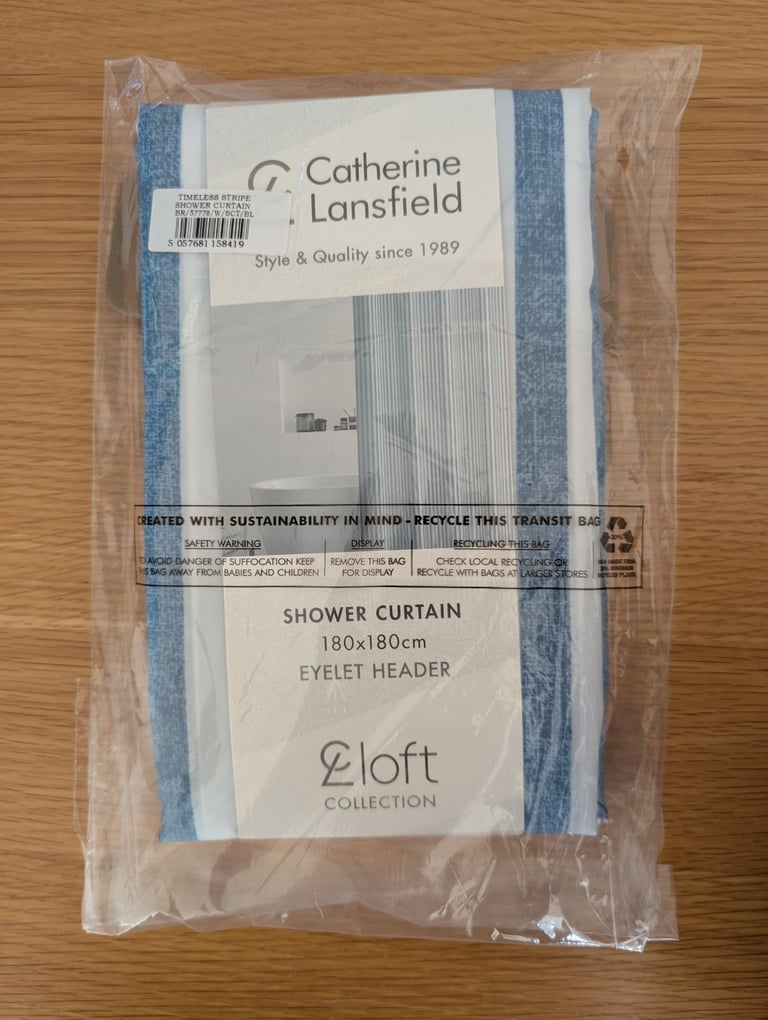 Catherine
Lansfield
Style & Quality since 1989
TIMELESS STRIPE
SHOWER CURTAIN
BR/57778/W/SCT/BL
5 057681 158419
CREATED WITH SUSTAINABILITY IN MIND - RECYCLE THIS TRANSIT BAG
SAFETY WARNING
TO AVOID DANGER OF SUFFOCATION KEEP
THIS BAG AWAY FROM BABIES AND CHILDREN
DISPLAY
REMOVE THIS BAG
FOR DISPLAY
RECYCLING THIS BAG
CHECK LOCAL RECYCLING OR
RECYCLE WITH BAGS AT LARGER STORES
SHOWER CURTAIN
180x180cm
EYELET HEADER
loft
COLLECTION